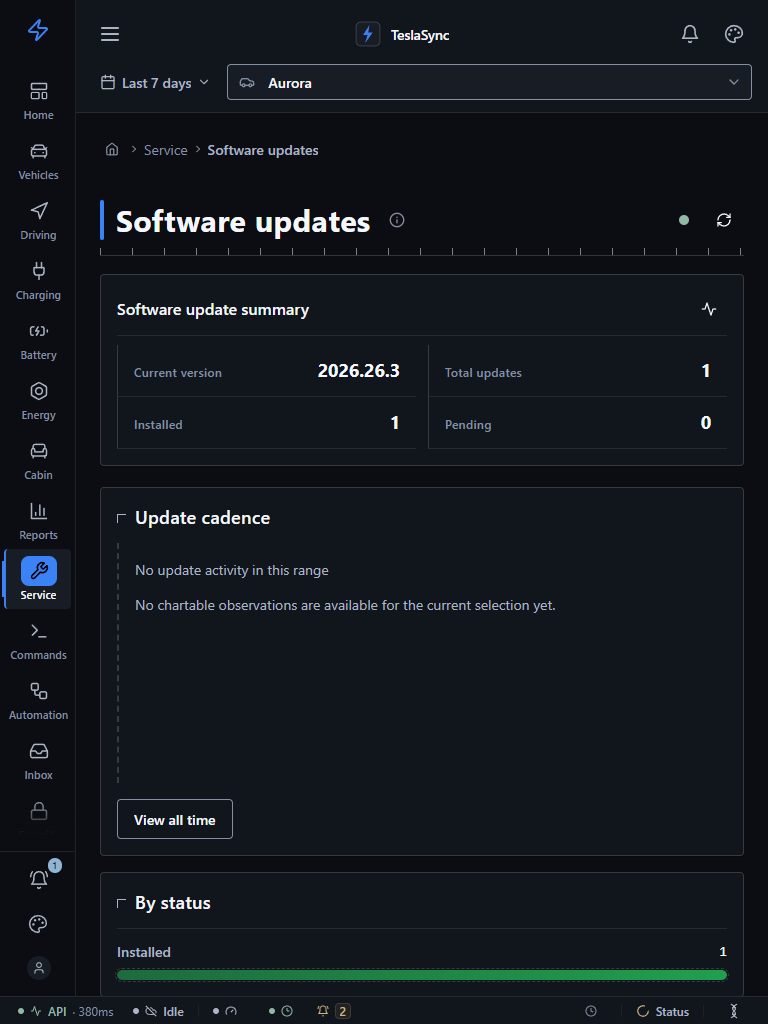 TeslaSync
Last 7 days
Aurora
Home
Vehicles
Driving
Charging
Battery
Energy
Cabin
Reports
Service
Commands
Automation
Inbox
1
Service
Software updates
Software updates
Software update summary
Current version 2026.26.3
Total updates 1
Installed 1
Pending 0
Update cadence
No update activity in this range
No chartable observations are available for the current selection yet.
View all time
By status
Installed 1
API · 380ms
Idle
2
Status